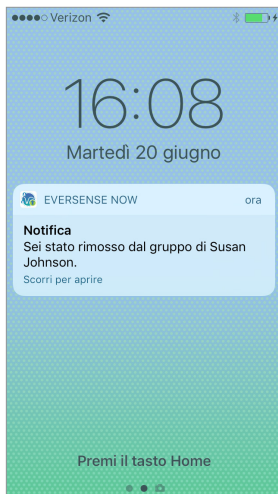 Verizon
16:08
Martedì 20 giugno
EVERSENSE NOW ora
Notifica
Sei stato rimosso dal gruppo di Susan
Johnson.
Scorri per aprire
Premi il tasto Home